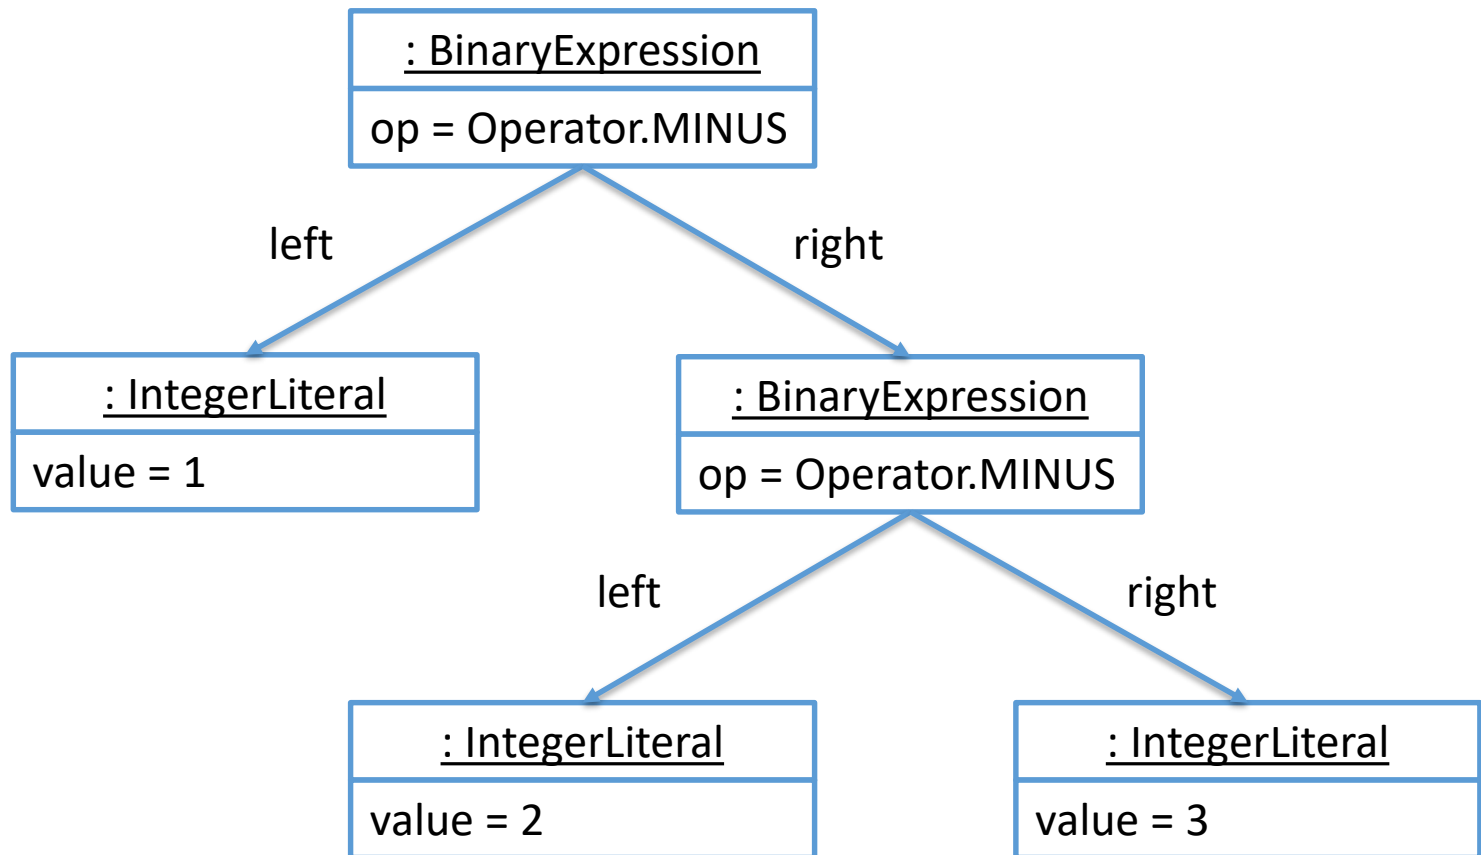 : BinaryExpression
op = Operator.MINUS
left
right
: IntegerLiteral
value = 1
: BinaryExpression
op = Operator.MINUS
left
right
: IntegerLiteral
value = 2
: IntegerLiteral
value = 3